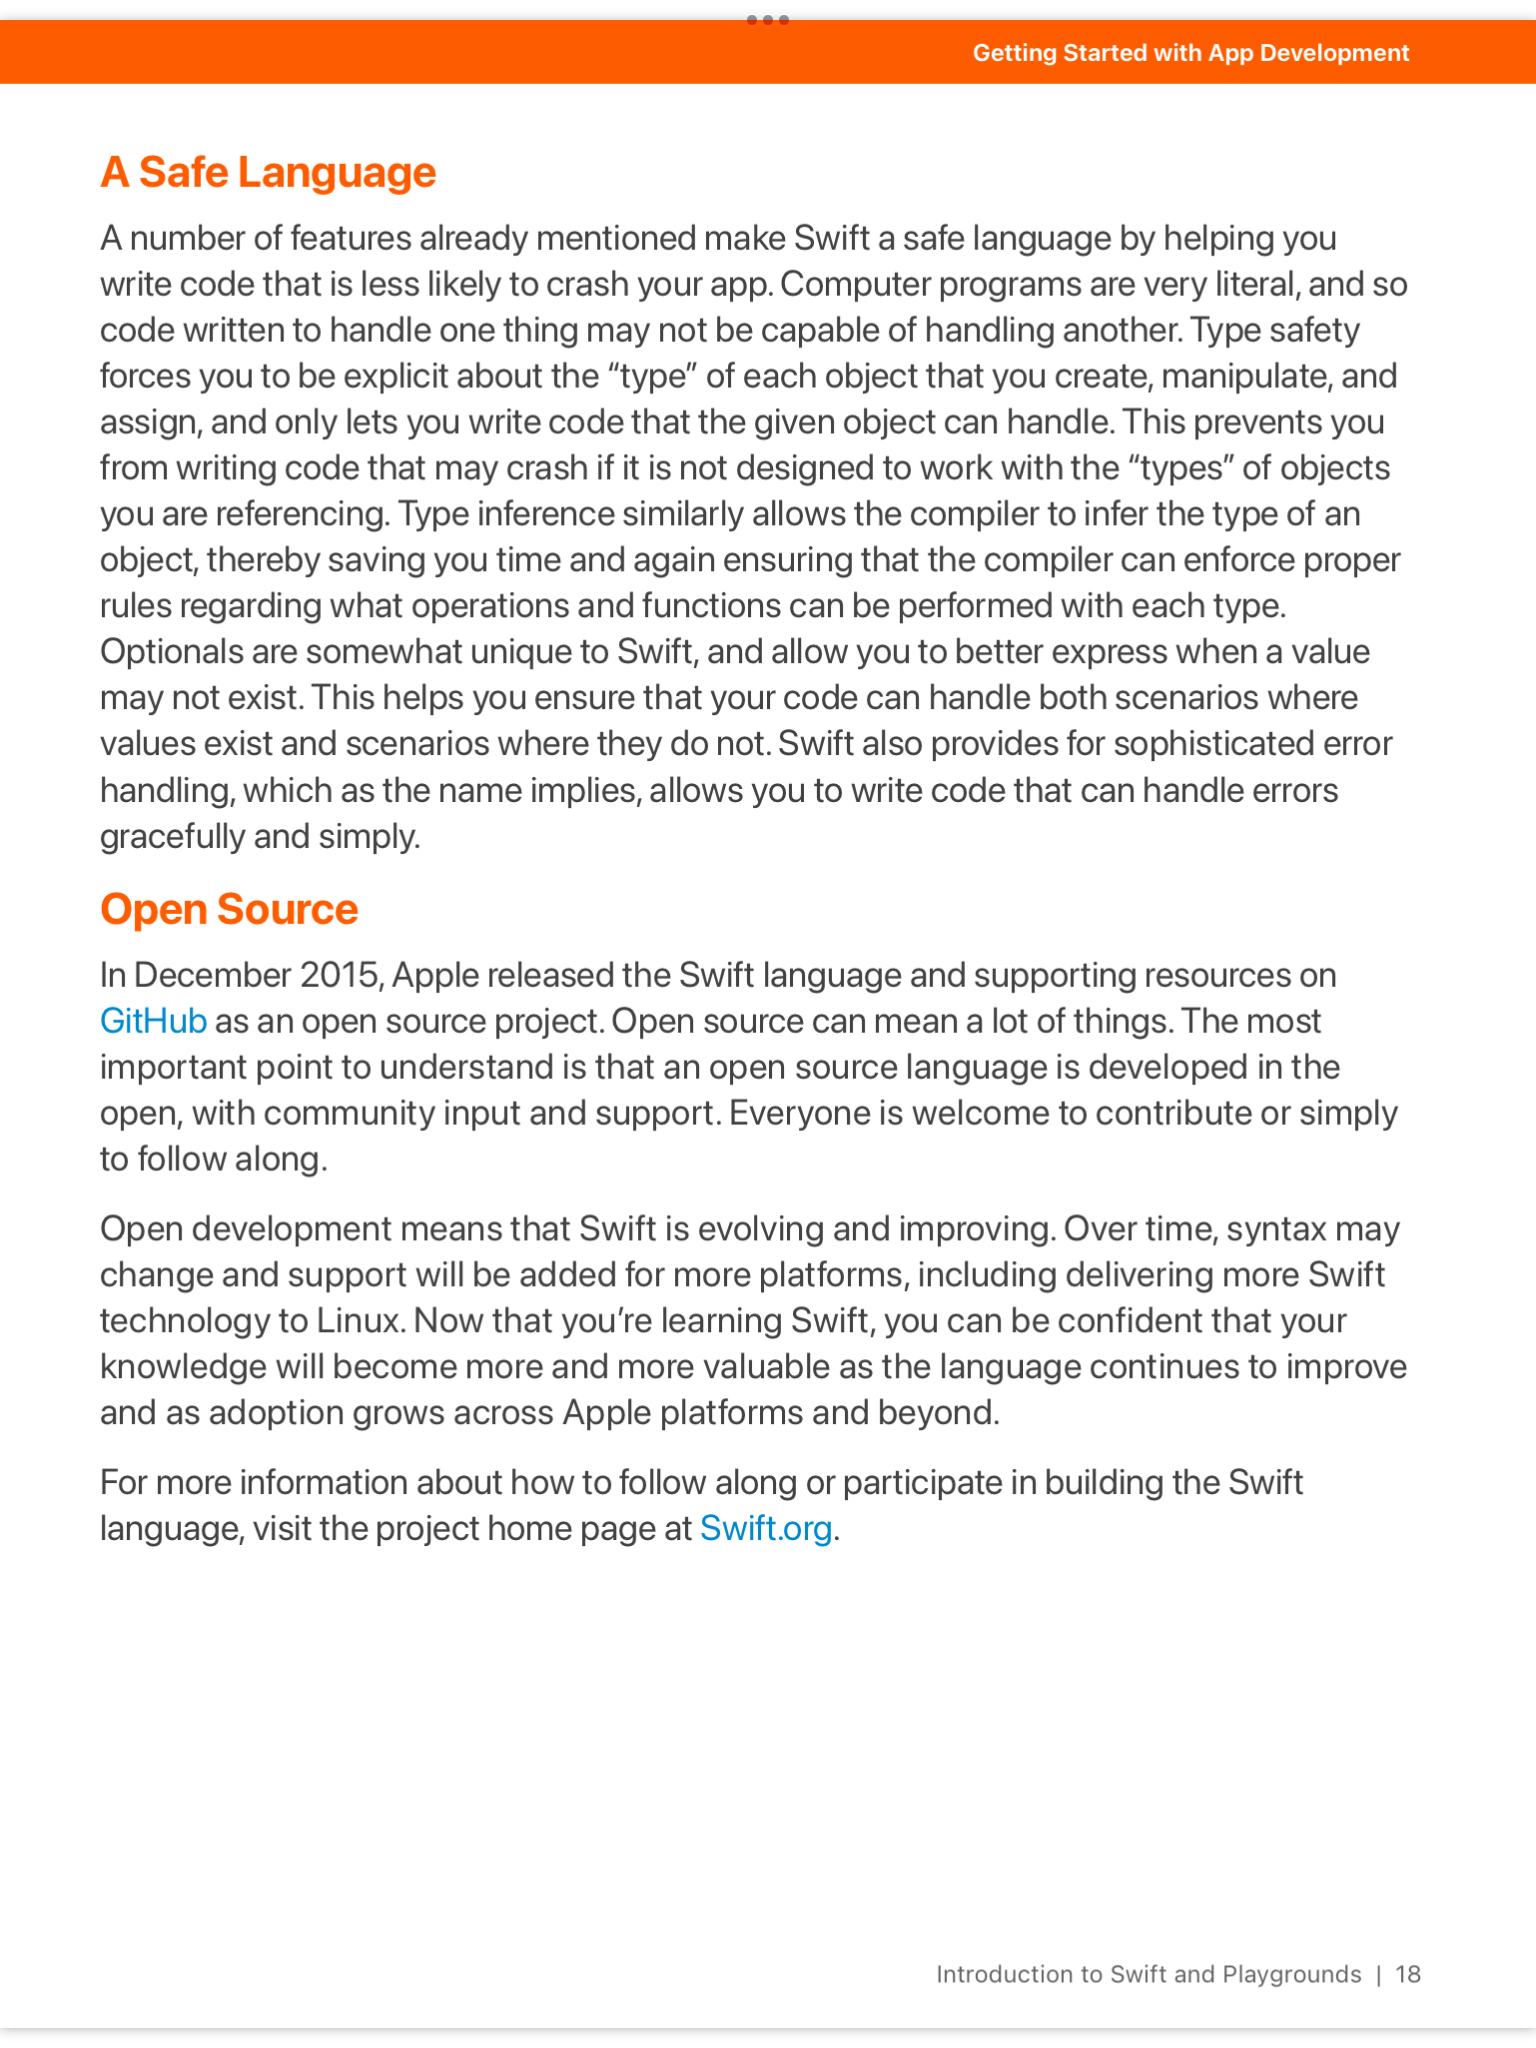 Getting Started with App Development
A Safe Language
A number of features already mentioned make Swift a safe language by helping you
write code that is less likely to crash your app. Computer programs are very literal, and so
code written to handle one thing may not be capable of handling another. Type safety
forces you to be explicit about the “type” of each object that you create, manipulate, and
assign, and only lets you write code that the given object can handle. This prevents you
from writing code that may crash if it is not designed to work with the “types” of objects
you are referencing. Type inference similarly allows the compiler to infer the type of an
object, thereby saving you time and again ensuring that the compiler can enforce proper
rules regarding what operations and functions can be performed with each type.
Optionals are somewhat unique to Swift, and allow you to better express when a value
may not exist. This helps you ensure that your code can handle both scenarios where
values exist and scenarios where they do not. Swift also provides for sophisticated error
handling, which as the name implies, allows you to write code that can handle errors
gracefully and simply.
Open Source
In December 2015, Apple released the Swift language and supporting resources on
GitHub as an open source project. Open source can mean a lot of things. The most
important point to understand is that an open source language is developed in the
open, with community input and support. Everyone is welcome to contribute or simply
to follow along.
Open development means that Swift is evolving and improving. Over time, syntax may
change and support will be added for more platforms, including delivering more Swift
technology to Linux. Now that you’re learning Swift, you can be confident that your
knowledge will become more and more valuable as the language continues to improve
and as adoption grows across Apple platforms and beyond.
For more information about how to follow along or participate in building the Swift
language, visit the project home page at Swift.org.
Introduction to Swift and Playgrounds | 18